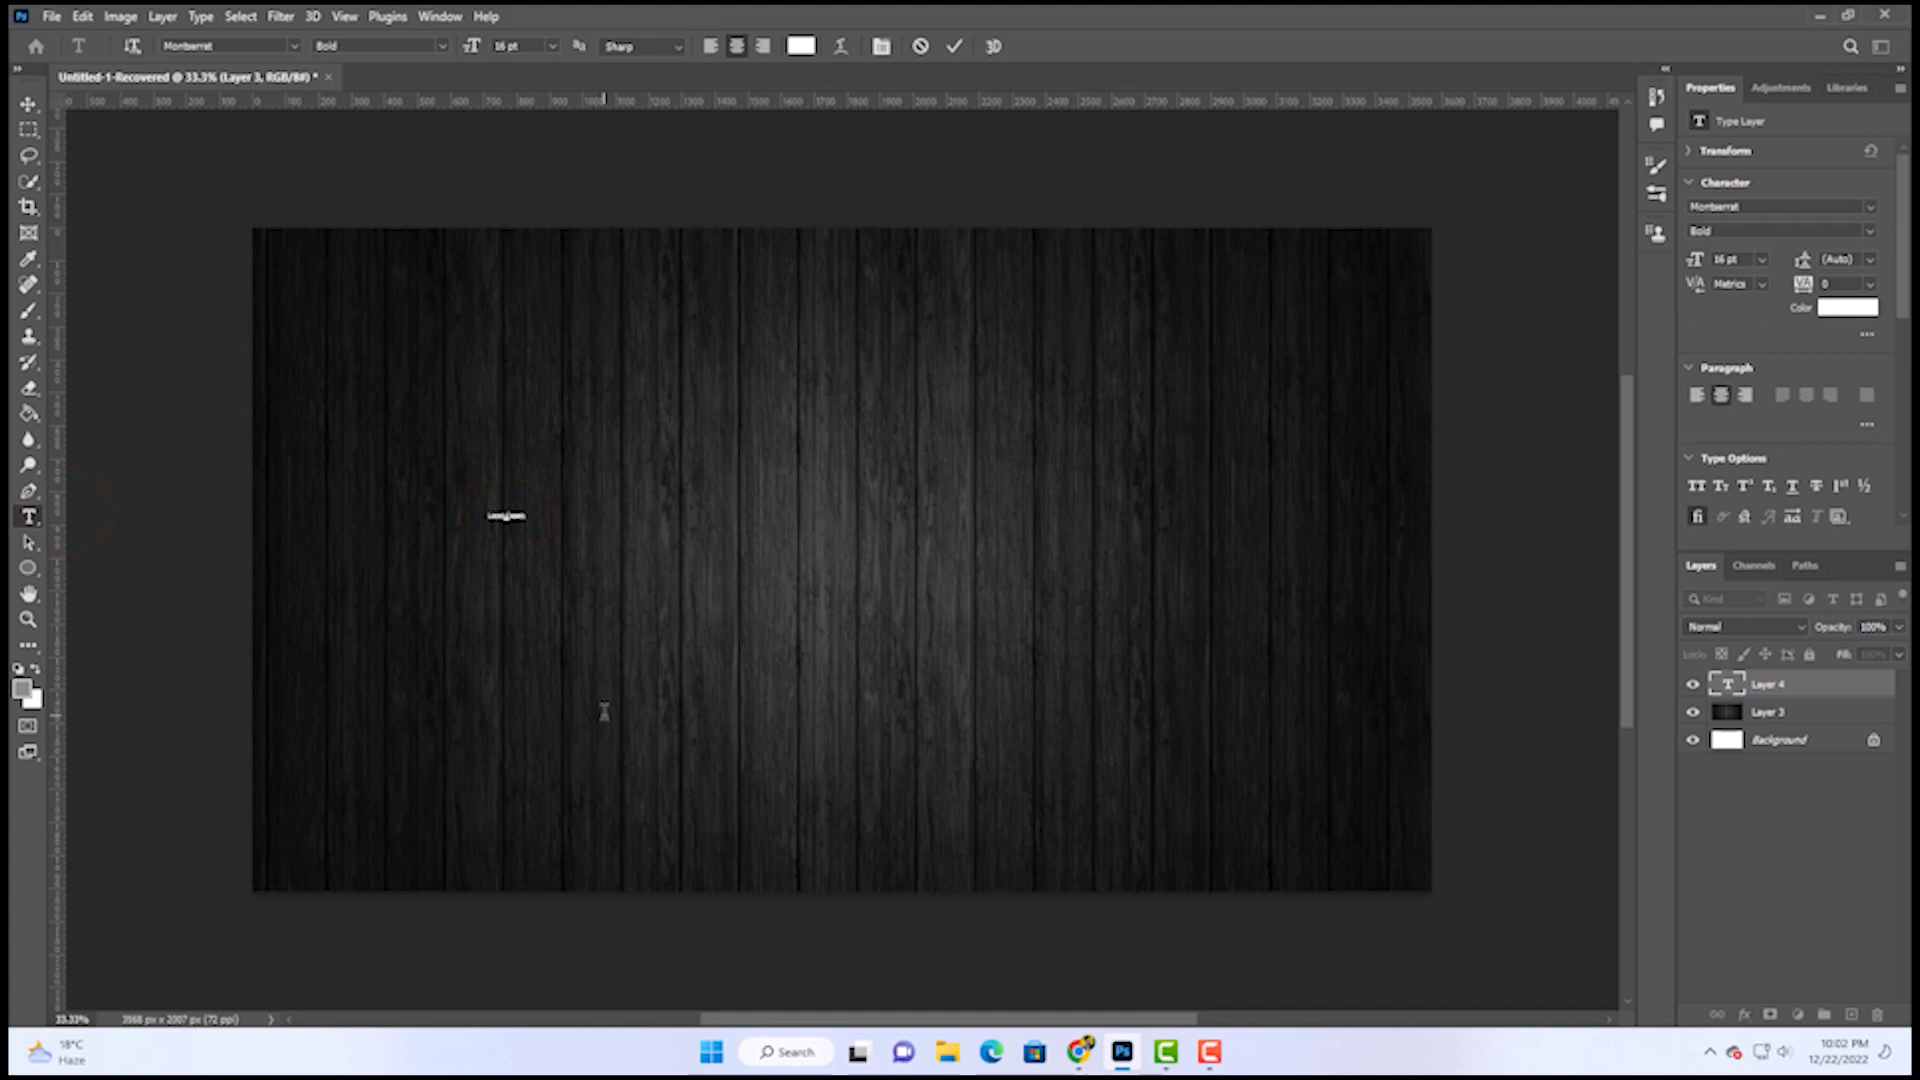 File Edit Image Layer Type Select Filter 3D View Plugins Window Help
Montserrat Bold 16 pt Sharp 3D
Untitled-1-Recovered @ 33.3% (Layer 3, RGB/8#) *
Properties Adjustments Libraries
Type Layer
Transform
Character
Montserrat
Bold
16 pt (Auto)
Metrics 0
Color
Paragraph
Type Options
Layers Channels Paths
Kind
Normal Opacity: 100%
Lock: Fill: 100%
Layer 4
Layer 3
Background
33.33% 3568 px x 2007 px (72 ppi)
18°C
Haze
Search
10:02 PM
12/22/2022